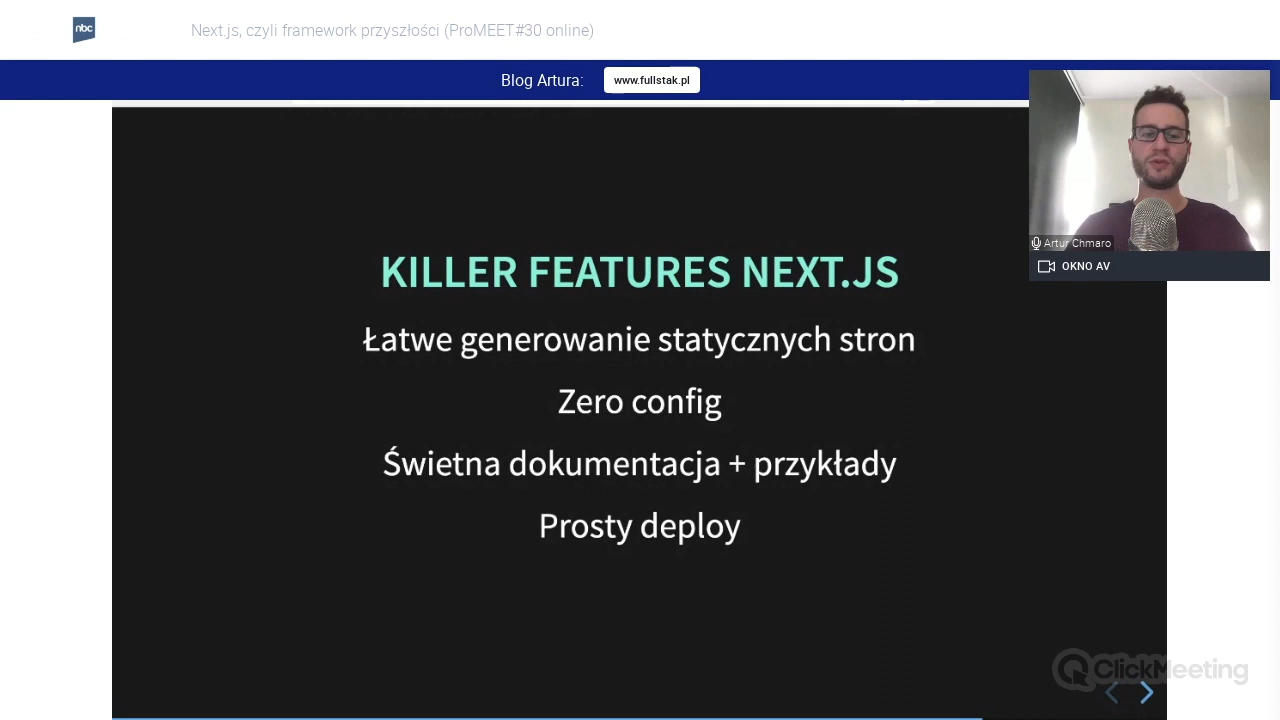 nbc
Next.js, czyli framework przyszłości (ProMEET#30 online)
Blog Artura:
www.fullstak.pl
Artur Chmaro
OKNO AV
KILLER FEATURES NEXT.JS
Łatwe generowanie statycznych stron
Zero config
Świetna dokumentacja + przykłady
Prosty deploy
ClickMeeting